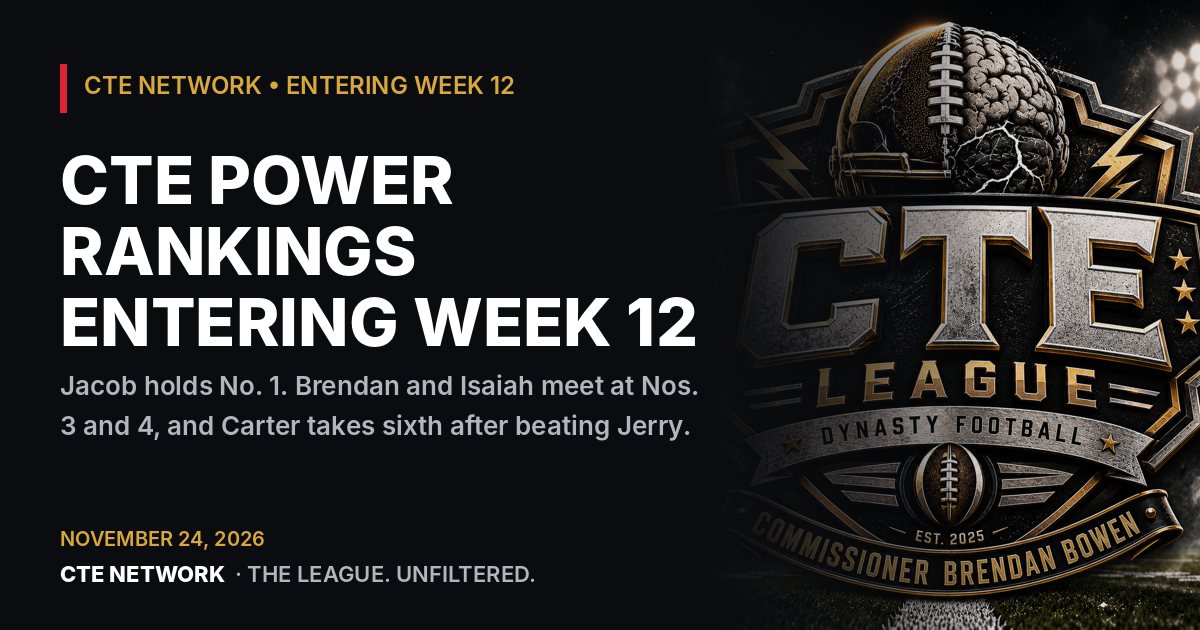 CTE NETWORK • ENTERING WEEK 12
CTE POWER
RANKINGS
ENTERING WEEK 12
Jacob holds No. 1. Brendan and Isaiah meet at Nos.
3 and 4, and Carter takes sixth after beating Jerry.
NOVEMBER 24, 2026
CTE NETWORK · THE LEAGUE. UNFILTERED.
CTE
LEAGUE
DYNASTY FOOTBALL
EST. 2025
COMMISSIONER BRENDAN BOWEN